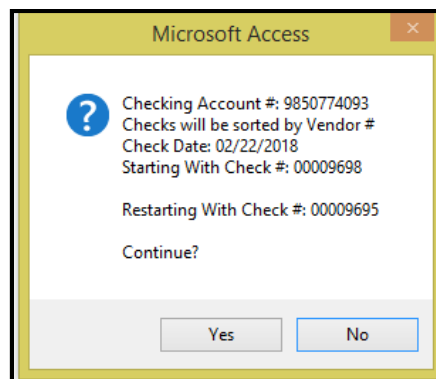 Microsoft Access
Checking Account #: 9850774093
Checks will be sorted by Vendor #
Check Date: 02/22/2018
Starting With Check #: 00009698
Restarting With Check #: 00009695
Continue?
Yes No